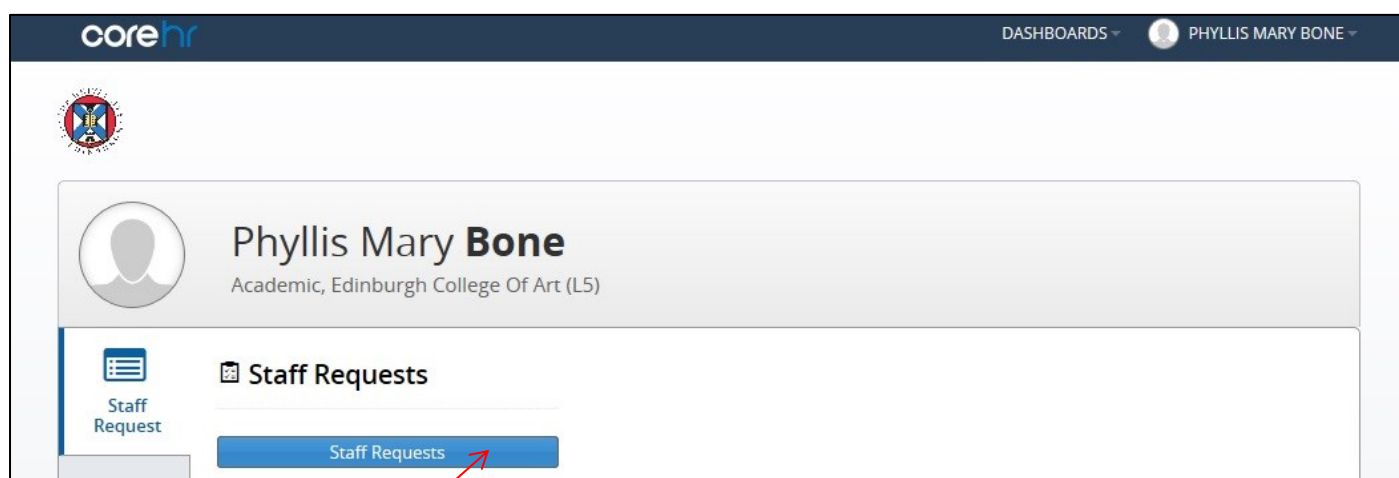 corehr
DASHBOARDS
PHYLLIS MARY BONE
Phyllis Mary Bone
Academic, Edinburgh College Of Art (L5)
Staff Requests
Staff
Request
Staff Requests